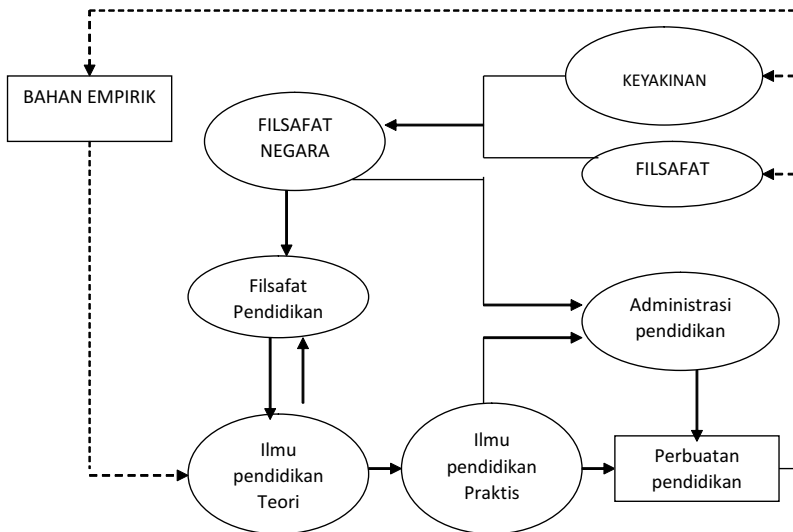 BAHAN EMPIRIK
KEYAKINAN
FILSAFAT
NEGARA
FILSAFAT
Filsafat
Pendidikan
Administrasi
pendidikan
Ilmu
pendidikan
Teori
Ilmu
pendidikan
Praktis
Perbuatan
pendidikan